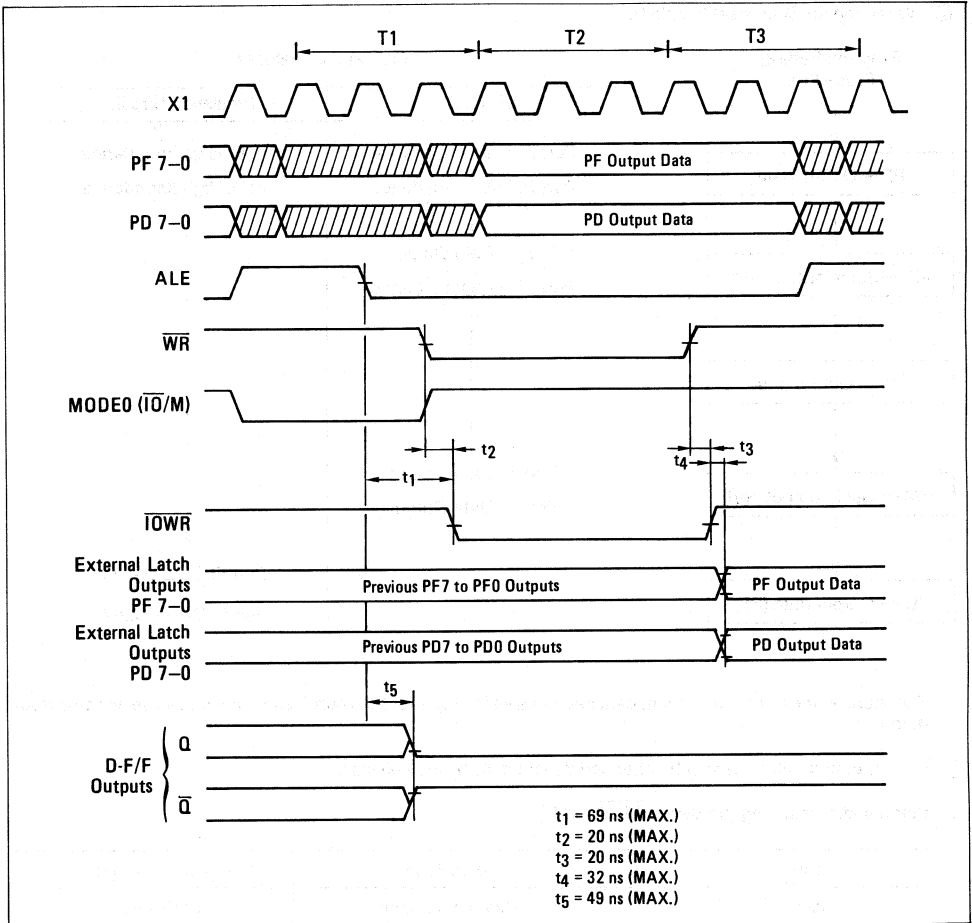 T1 T2 T3
X1
PF 7–0 PF Output Data
PD 7–0 PD Output Data
ALE
W̅R̅
MODE0 (I̅O̅/M)
t2 t3
t4
t1
I̅O̅W̅R̅
External Latch
Outputs
PF 7–0
Previous PF7 to PF0 Outputs PF Output Data
External Latch
Outputs
PD 7–0
Previous PD7 to PD0 Outputs PD Output Data
t5
D-F/F
Outputs
Q
Q̅
t1 = 69 ns (MAX.)
t2 = 20 ns (MAX.)
t3 = 20 ns (MAX.)
t4 = 32 ns (MAX.)
t5 = 49 ns (MAX.)